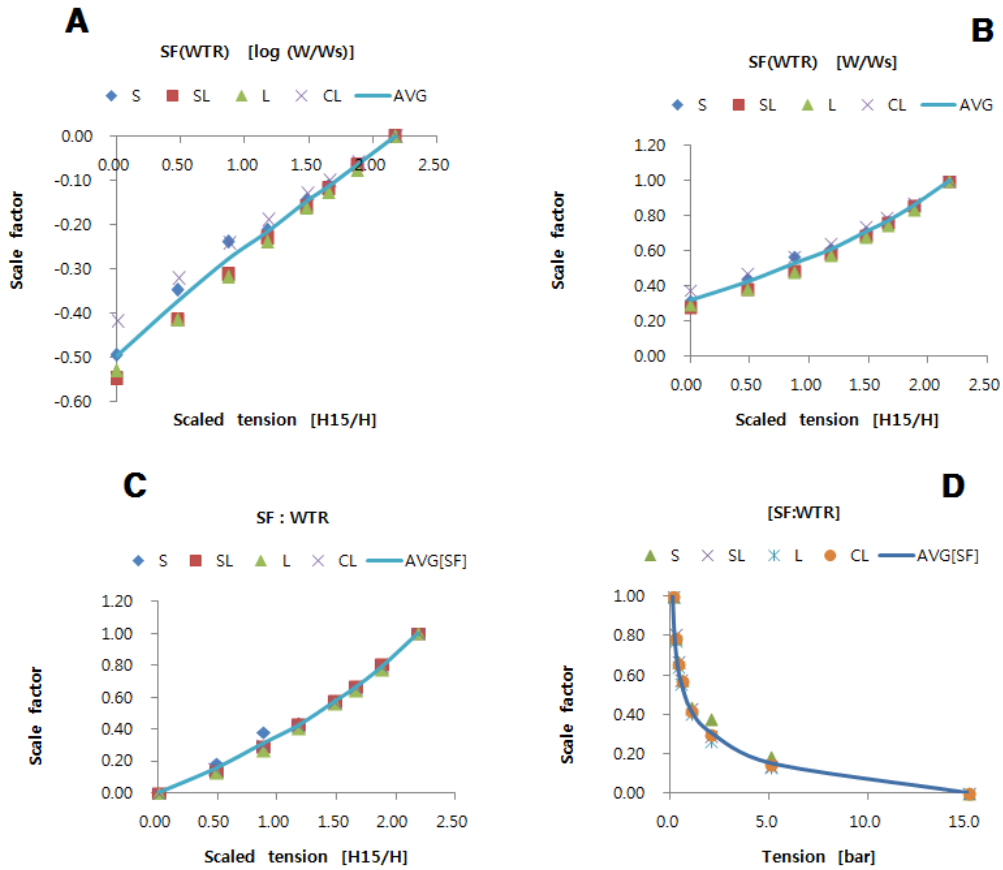 A
SF(WTR) [log (W/Ws)]
S SL L CL AVG
0.00
-0.10
-0.20
-0.30
-0.40
-0.50
-0.60
0.00 0.50 1.00 1.50 2.00 2.50
Scale factor
Scaled tension [H15/H]
B
SF(WTR) [W/Ws]
S SL L CL AVG
1.20
1.00
0.80
0.60
0.40
0.20
0.00
0.00 0.50 1.00 1.50 2.00 2.50
Scale factor
Scaled tension [H15/H]
C
SF : WTR
S SL L CL AVG[SF]
1.20
1.00
0.80
0.60
0.40
0.20
0.00
0.00 0.50 1.00 1.50 2.00 2.50
Scale factor
Scaled tension [H15/H]
D
[SF:WTR]
S SL L CL AVG[SF]
1.00
0.80
0.60
0.40
0.20
0.00
0.0 5.0 10.0 15.0
Scale factor
Tension [bar]